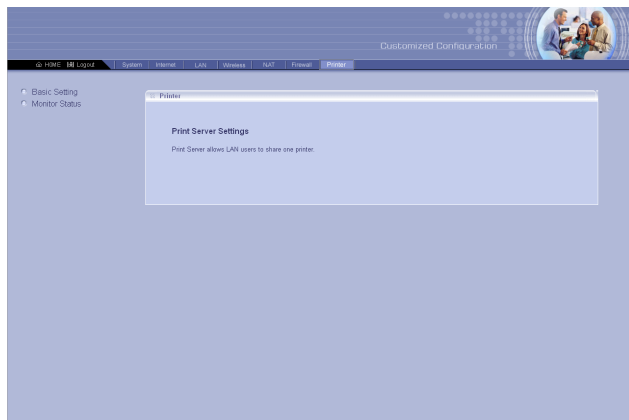 Customized Configuration
HOME Logout System Internet LAN Wireless NAT Firewall Printer
Basic Setting
Monitor Status
Printer
Print Server Settings
Print Server allows LAN users to share one printer.